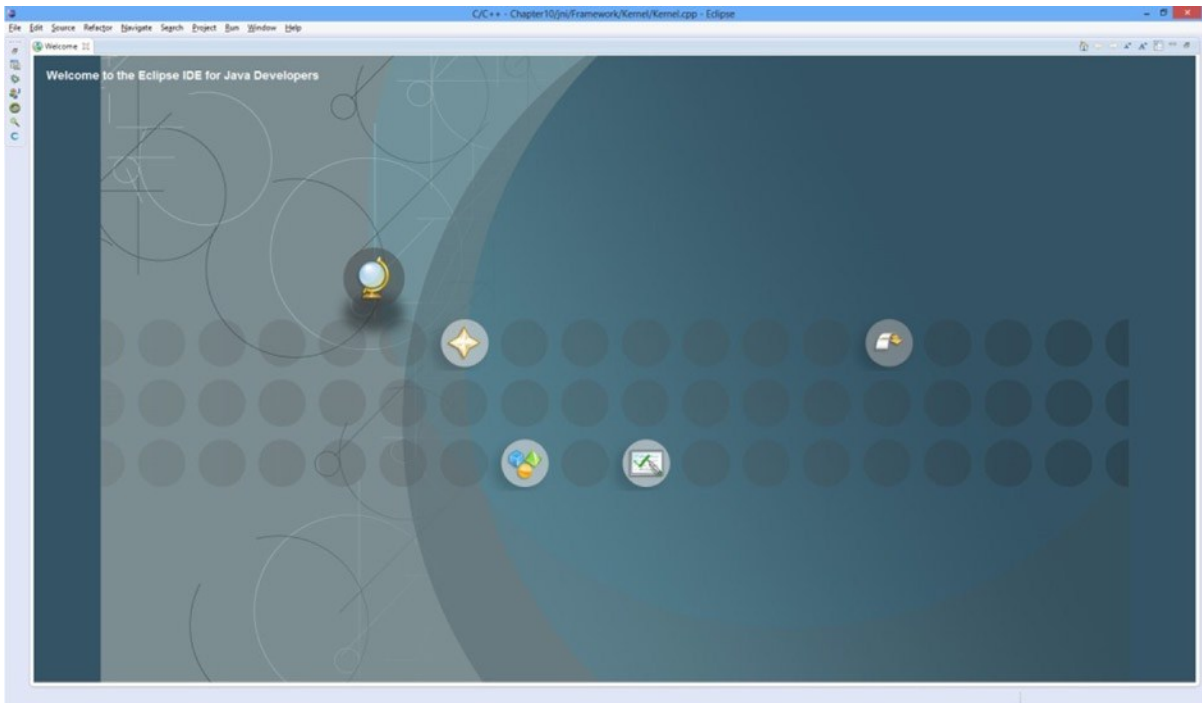 C/C++ - Chapter10/jni/Framework/Kernel/Kernel.cpp - Eclipse
File Edit Source Refactor Navigate Search Project Run Window Help
Welcome
Welcome to the Eclipse IDE for Java Developers